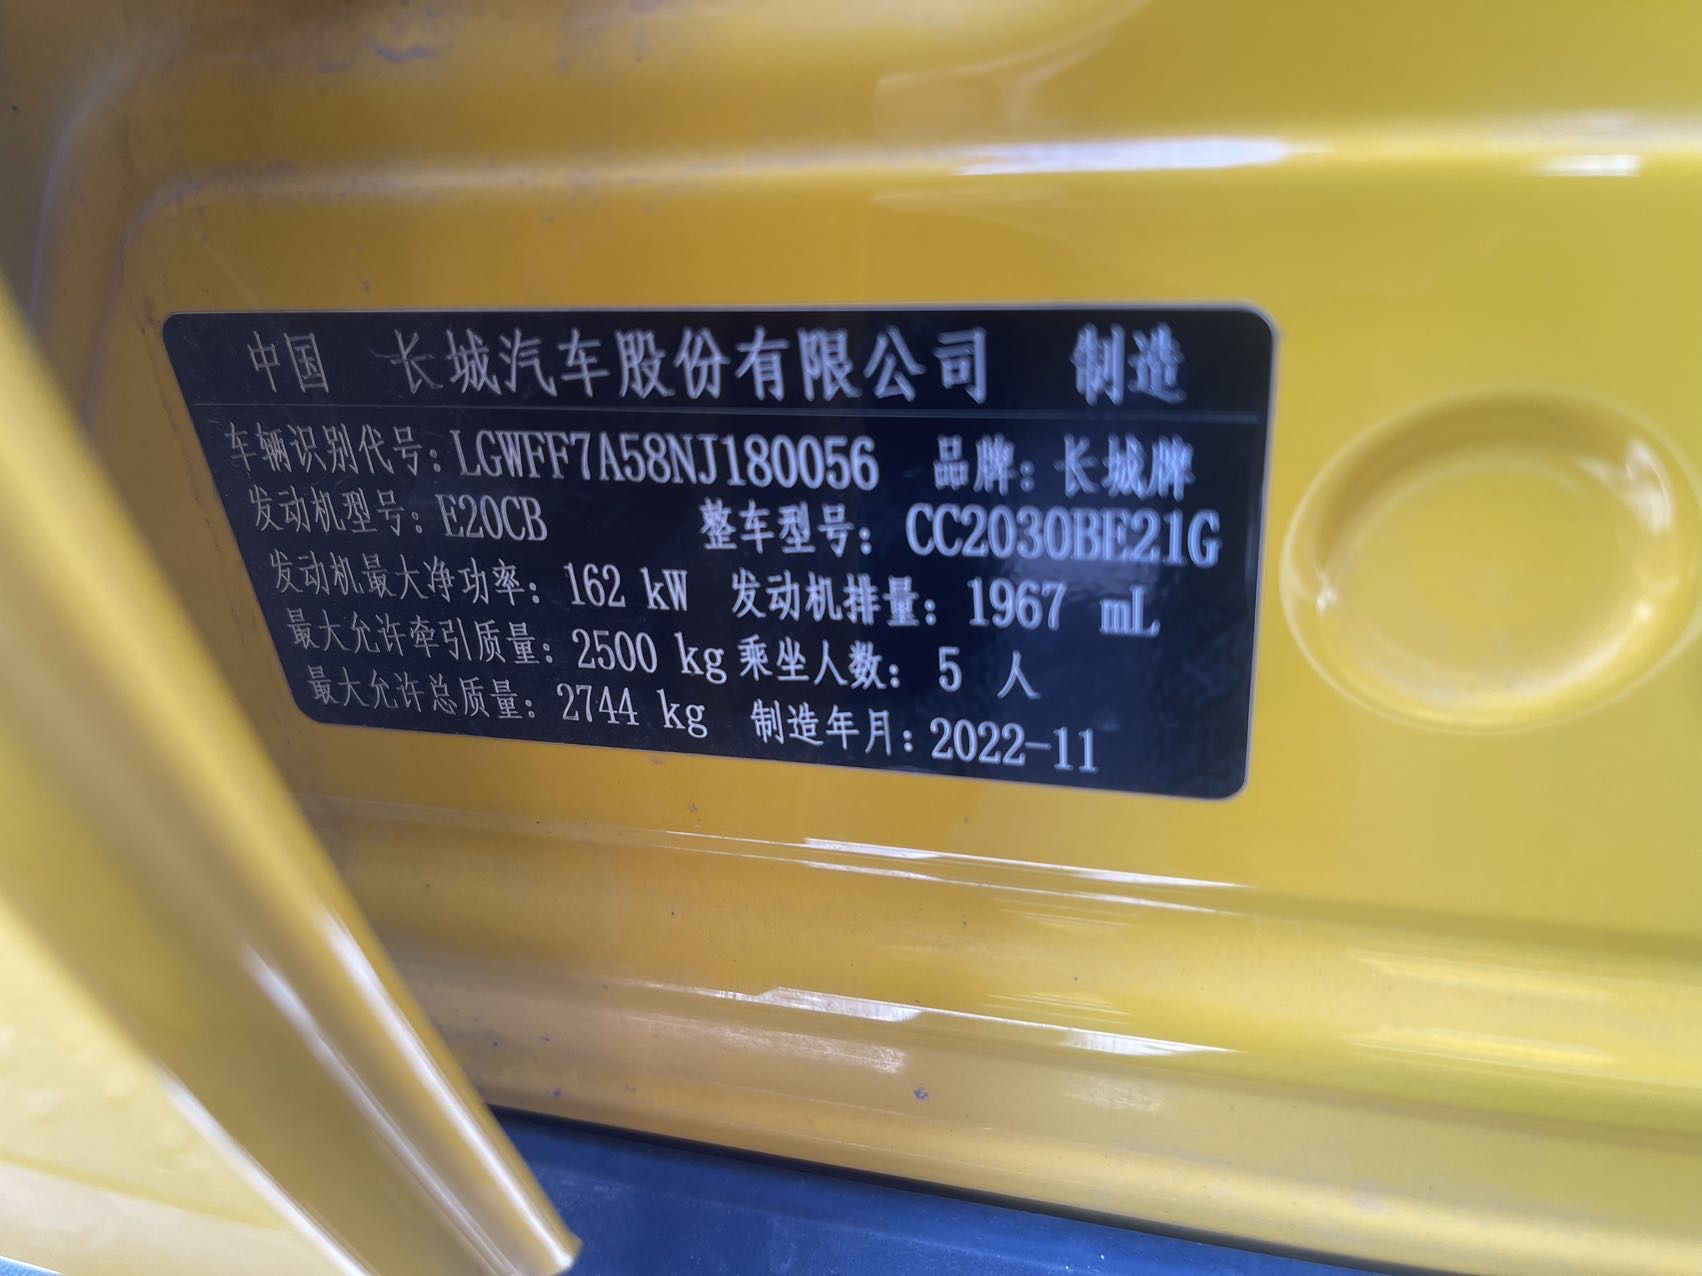 中国 长城汽车股份有限公司 制造
车辆识别代号：LGWFF7A58NJ180056 品牌：长城牌
发动机型号：E20CB 整车型号：CC2030BE21G
发动机最大净功率：162 kW 发动机排量：1967 mL
最大允许牵引质量：2500 kg 乘坐人数：5 人
最大允许总质量：2744 kg 制造年月：2022-11